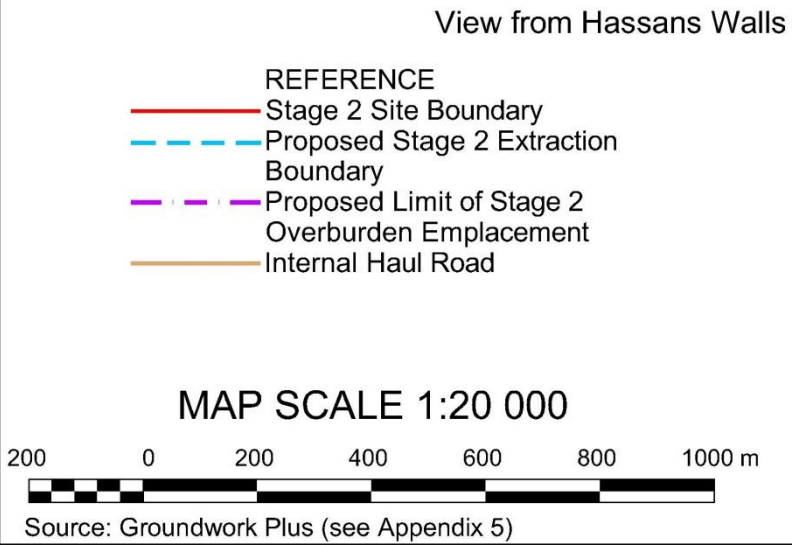 View from Hassans Walls
REFERENCE
Stage 2 Site Boundary
Proposed Stage 2 Extraction
Boundary
Proposed Limit of Stage 2
Overburden Emplacement
Internal Haul Road
MAP SCALE 1:20 000
200 0 200 400 600 800 1000 m
Source: Groundwork Plus (see Appendix 5)